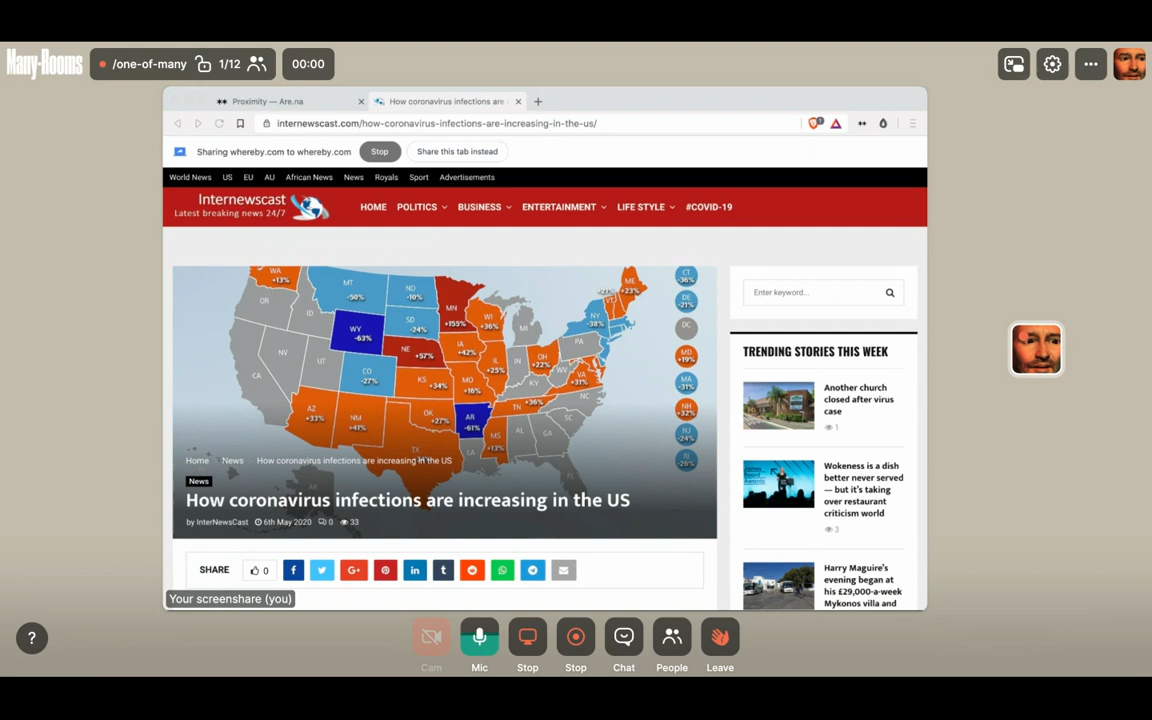 Many-Rooms
/one-of-many
1/12
00:00
Proximity — Are.na
How coronavirus infections are
internewscast.com/how-coronavirus-infections-are-increasing-in-the-us/
1
Sharing whereby.com to whereby.com
Stop
Share this tab instead
World News US EU AU African News News Royals Sport Advertisements
Internewscast
Latest breaking news 24/7
HOME POLITICS BUSINESS ENTERTAINMENT LIFE STYLE #COVID-19
WA
+13%
MT
-50%
ND
-10%
MN
+155%
OR
ID
WY
-63%
SD
-24%
WI
+36%
MI
NY
-38%
VT
ME
+23%
NV
UT
CO
-27%
NE
+57%
IA
+42%
IL
+25%
IN
OH
+22%
PA
CA
AZ
+33%
NM
+41%
KS
+34%
MO
+16%
KY
WV
VA
+31%
OK
+27%
AR
-61%
TN
+36%
NC
SC
MS
+13%
AL
GA
TX
LA
FL
AK
CT
-36%
DE
-21%
DC
MD
+19%
MA
-31%
NH
+32%
NJ
-24%
RI
-26%
Home News How coronavirus infections are increasing in the US
News
How coronavirus infections are increasing in the US
by InterNewsCast 6th May 2020 0 33
SHARE 0
Enter keyword...
TRENDING STORIES THIS WEEK
Another church
closed after virus
case
1
Wokeness is a dish
better never served
— but it's taking
over restaurant
criticism world
3
Harry Maguire's
evening began at
his £29,000-a-week
Mykonos villa and
Your screenshare (you)
?
Cam
Mic
Stop
Stop
Chat
People
Leave